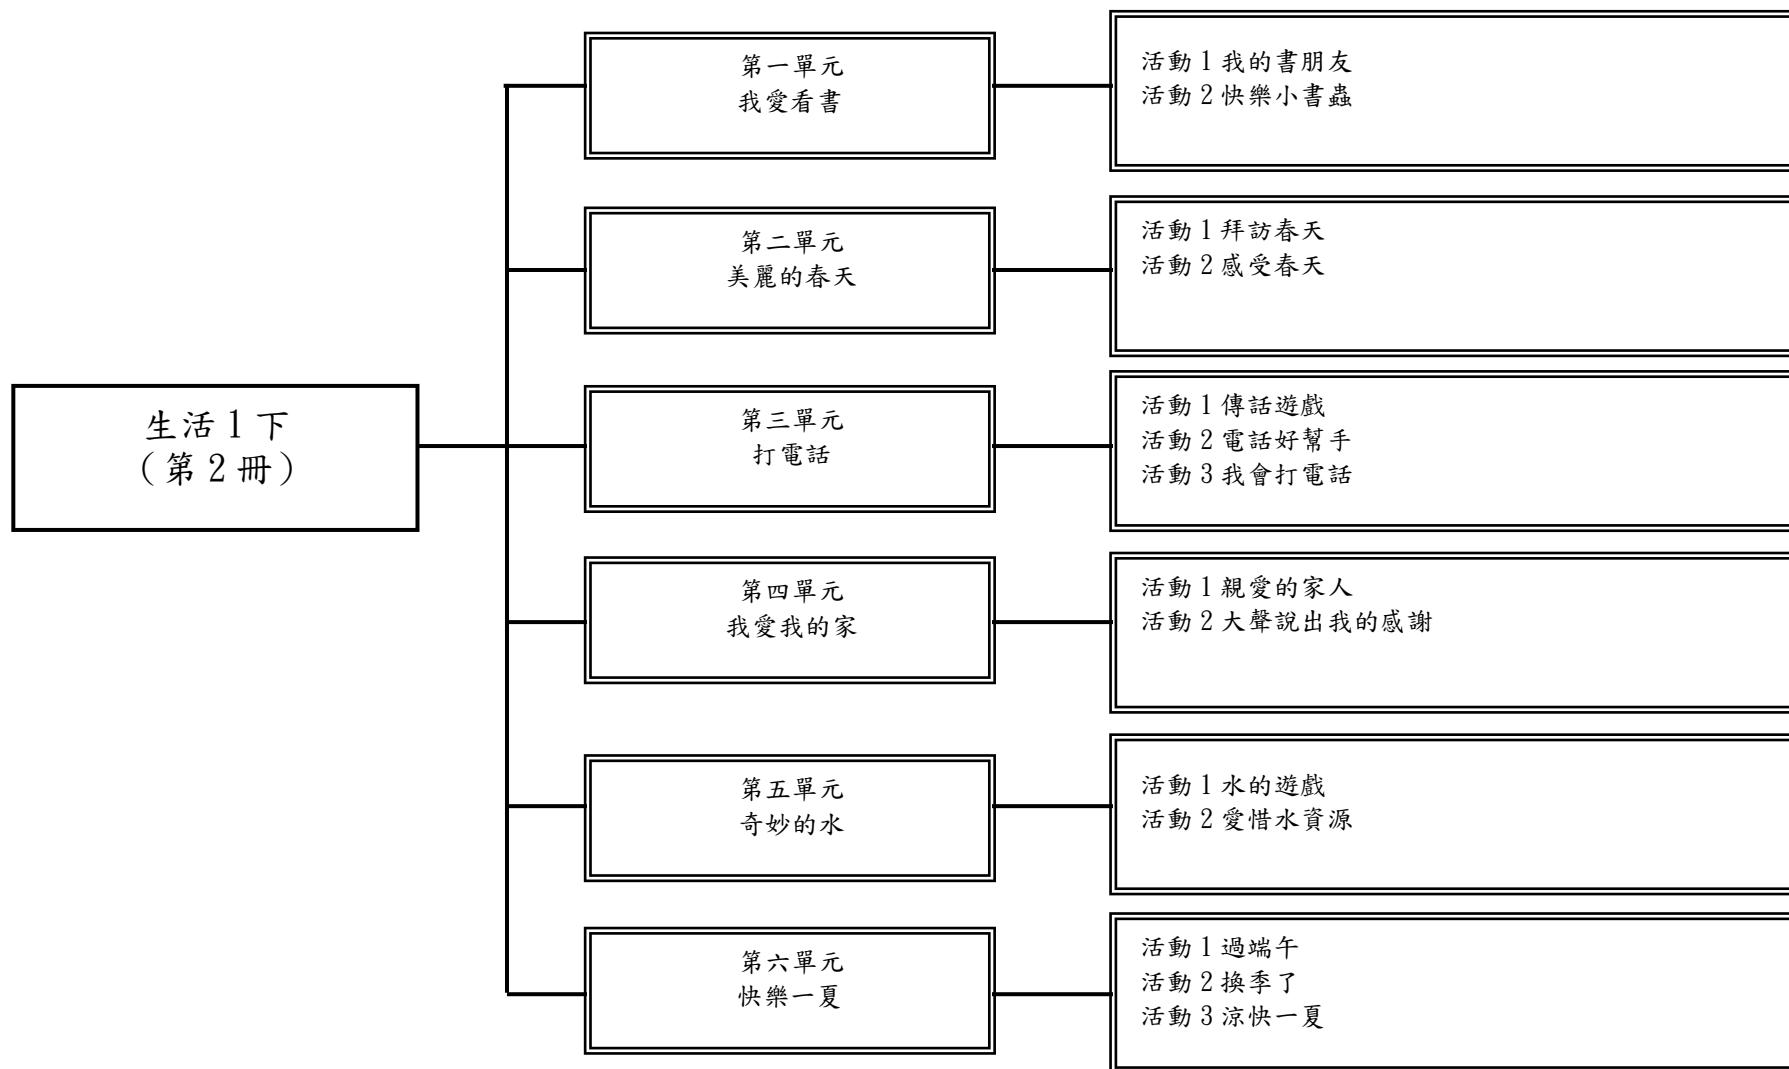 生活1下
(第2冊)
第一單元
我愛看書
活動1我的書朋友
活動2快樂小書蟲
第二單元
美麗的春天
活動1拜訪春天
活動2感受春天
第三單元
打電話
活動1傳話遊戲
活動2電話好幫手
活動3我會打電話
第四單元
我愛我的家
活動1親愛的家人
活動2大聲說出我的感謝
第五單元
奇妙的水
活動1水的遊戲
活動2愛惜水資源
第六單元
快樂一夏
活動1過端午
活動2換季了
活動3涼快一夏